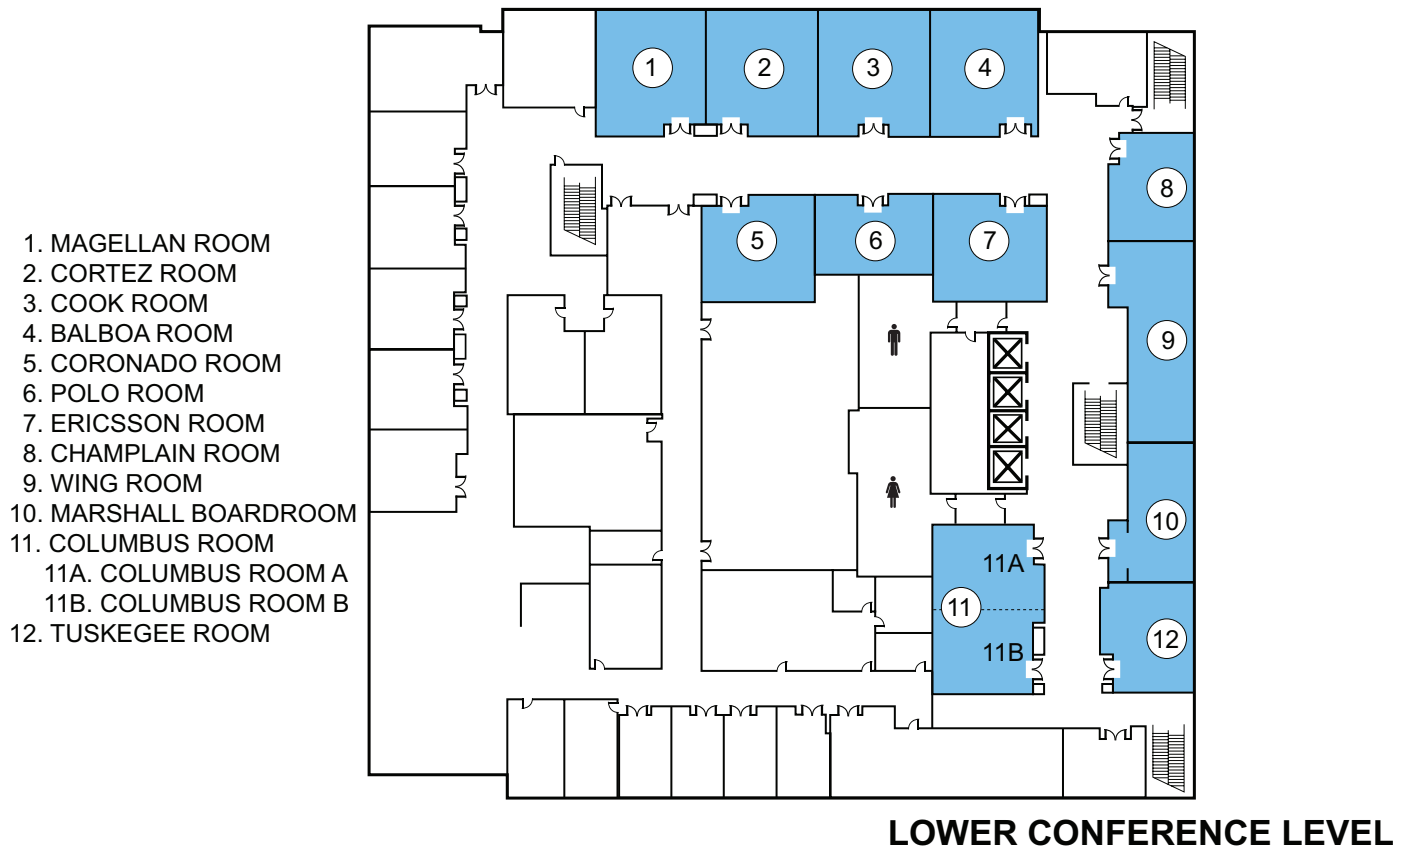 1. MAGELLAN ROOM
2. CORTEZ ROOM
3. COOK ROOM
4. BALBOA ROOM
5. CORONADO ROOM
6. POLO ROOM
7. ERICSSON ROOM
8. CHAMPLAIN ROOM
9. WING ROOM
10. MARSHALL BOARDROOM
11. COLUMBUS ROOM
11A. COLUMBUS ROOM A
11B. COLUMBUS ROOM B
12. TUSKEGEE ROOM
1
2
3
4
5
6
7
8
9
10
11A
11
11B
12
LOWER CONFERENCE LEVEL